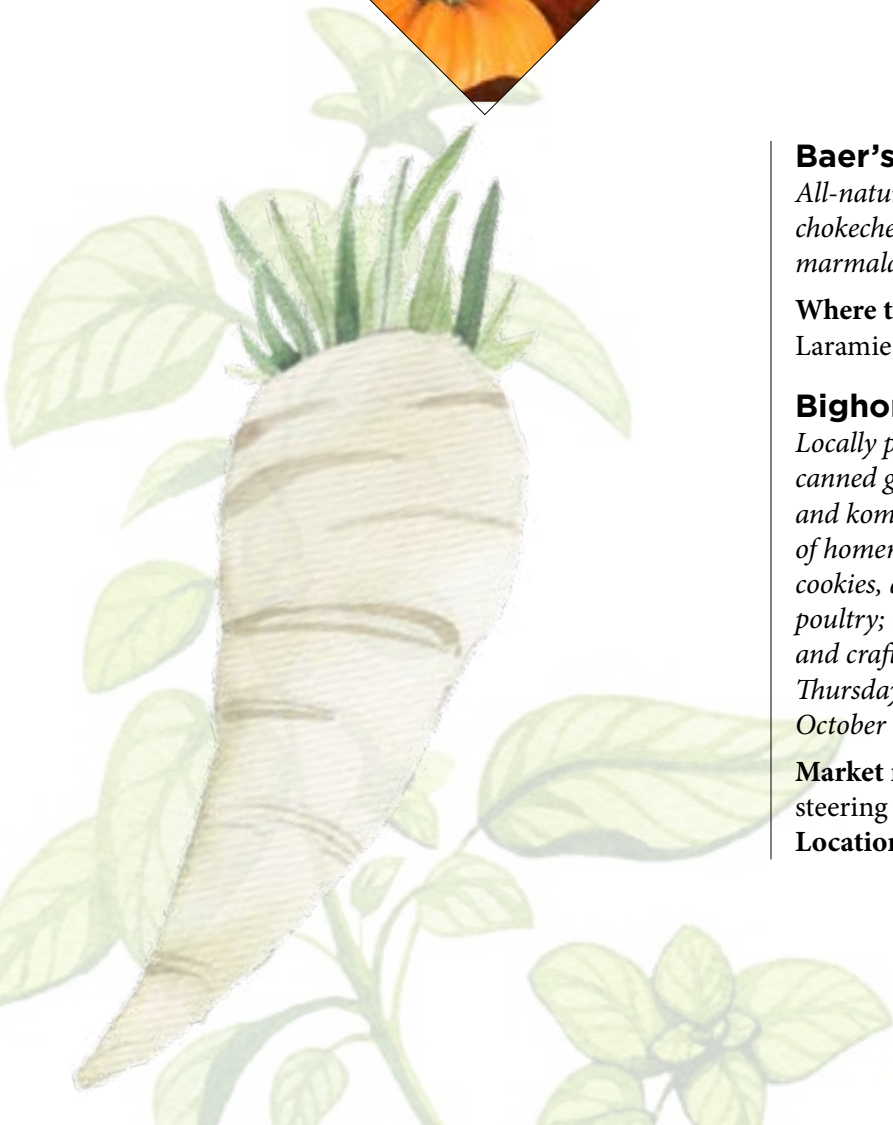 Baer's
All-natu
chokeche
marmala
Where t
Laramie
Bighor
Locally p
canned g
and kom
of homer
cookies, a
poultry;
and craft
Thursday
October
Market
steering
Location